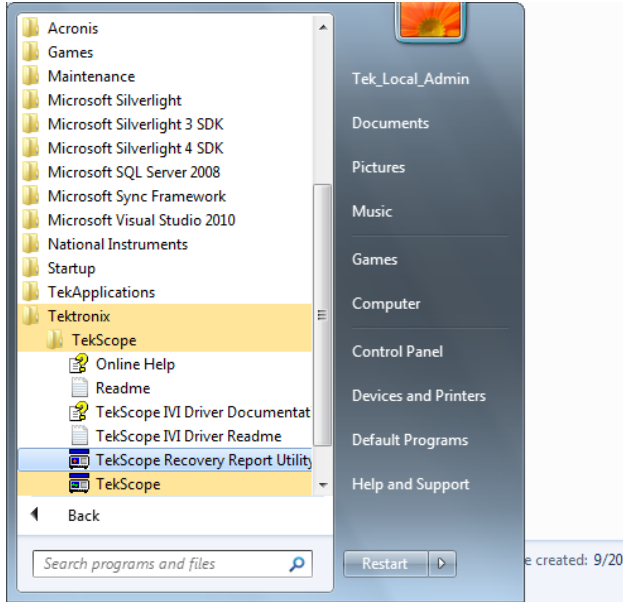 Acronis
Games
Maintenance
Microsoft Silverlight
Microsoft Silverlight 3 SDK
Microsoft Silverlight 4 SDK
Microsoft SQL Server 2008
Microsoft Sync Framework
Microsoft Visual Studio 2010
National Instruments
Startup
TekApplications
Tektronix
TekScope
Online Help
Readme
TekScope IVI Driver Documentat
TekScope IVI Driver Readme
TekScope Recovery Report Utility
TekScope
Back
Search programs and files
Tek_Local_Admin
Documents
Pictures
Music
Games
Computer
Control Panel
Devices and Printers
Default Programs
Help and Support
Restart
e created: 9/20